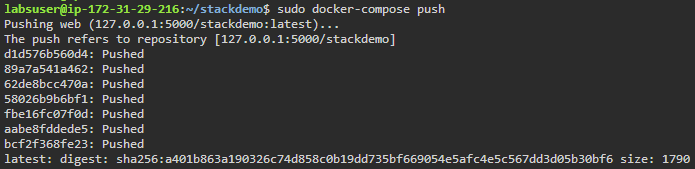 labsuser@ip-172-31-29-216:~/stackdemo$ sudo docker-compose push
Pushing web (127.0.0.1:5000/stackdemo:latest)...
The push refers to repository [127.0.0.1:5000/stackdemo]
d1d576b560d4: Pushed
89a7a541a462: Pushed
62de8bcc470a: Pushed
58026b9b6bf1: Pushed
fbe16fc07f0d: Pushed
aabe8fddede5: Pushed
bcf2f368fe23: Pushed
latest: digest: sha256:a401b863a190326c74d858c0b19dd735bf669054e5afc4e5c567dd3d05b30bf6 size: 1790